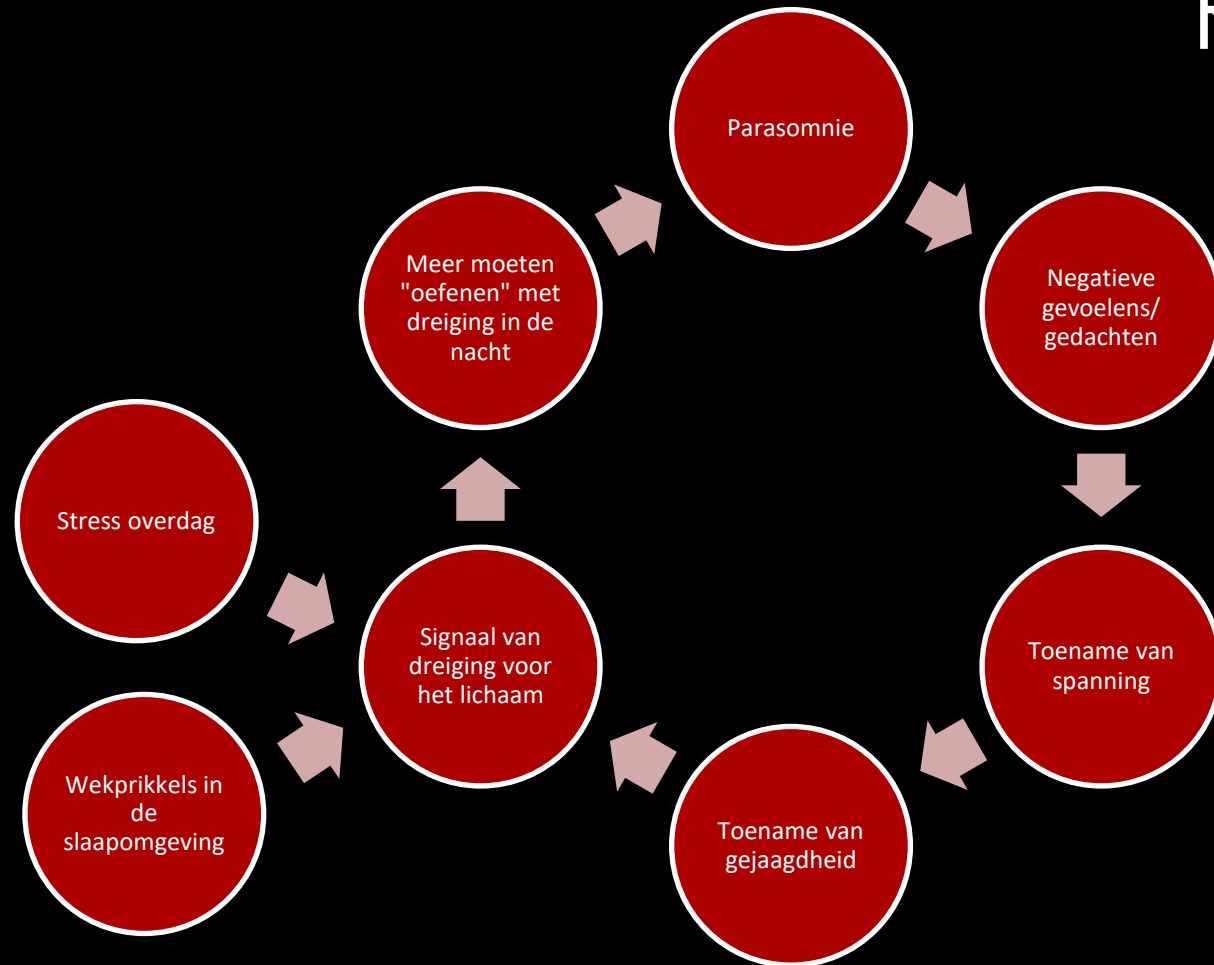 Parasomnie
Negatieve
gevoelens/
gedachten
Toename van
spanning
Toename van
gejaagdheid
Signaal van
dreiging voor
het lichaam
Meer moeten
"oefenen" met
dreiging in de
nacht
Stress overdag
Wekprikkels in
de
slaapomgeving